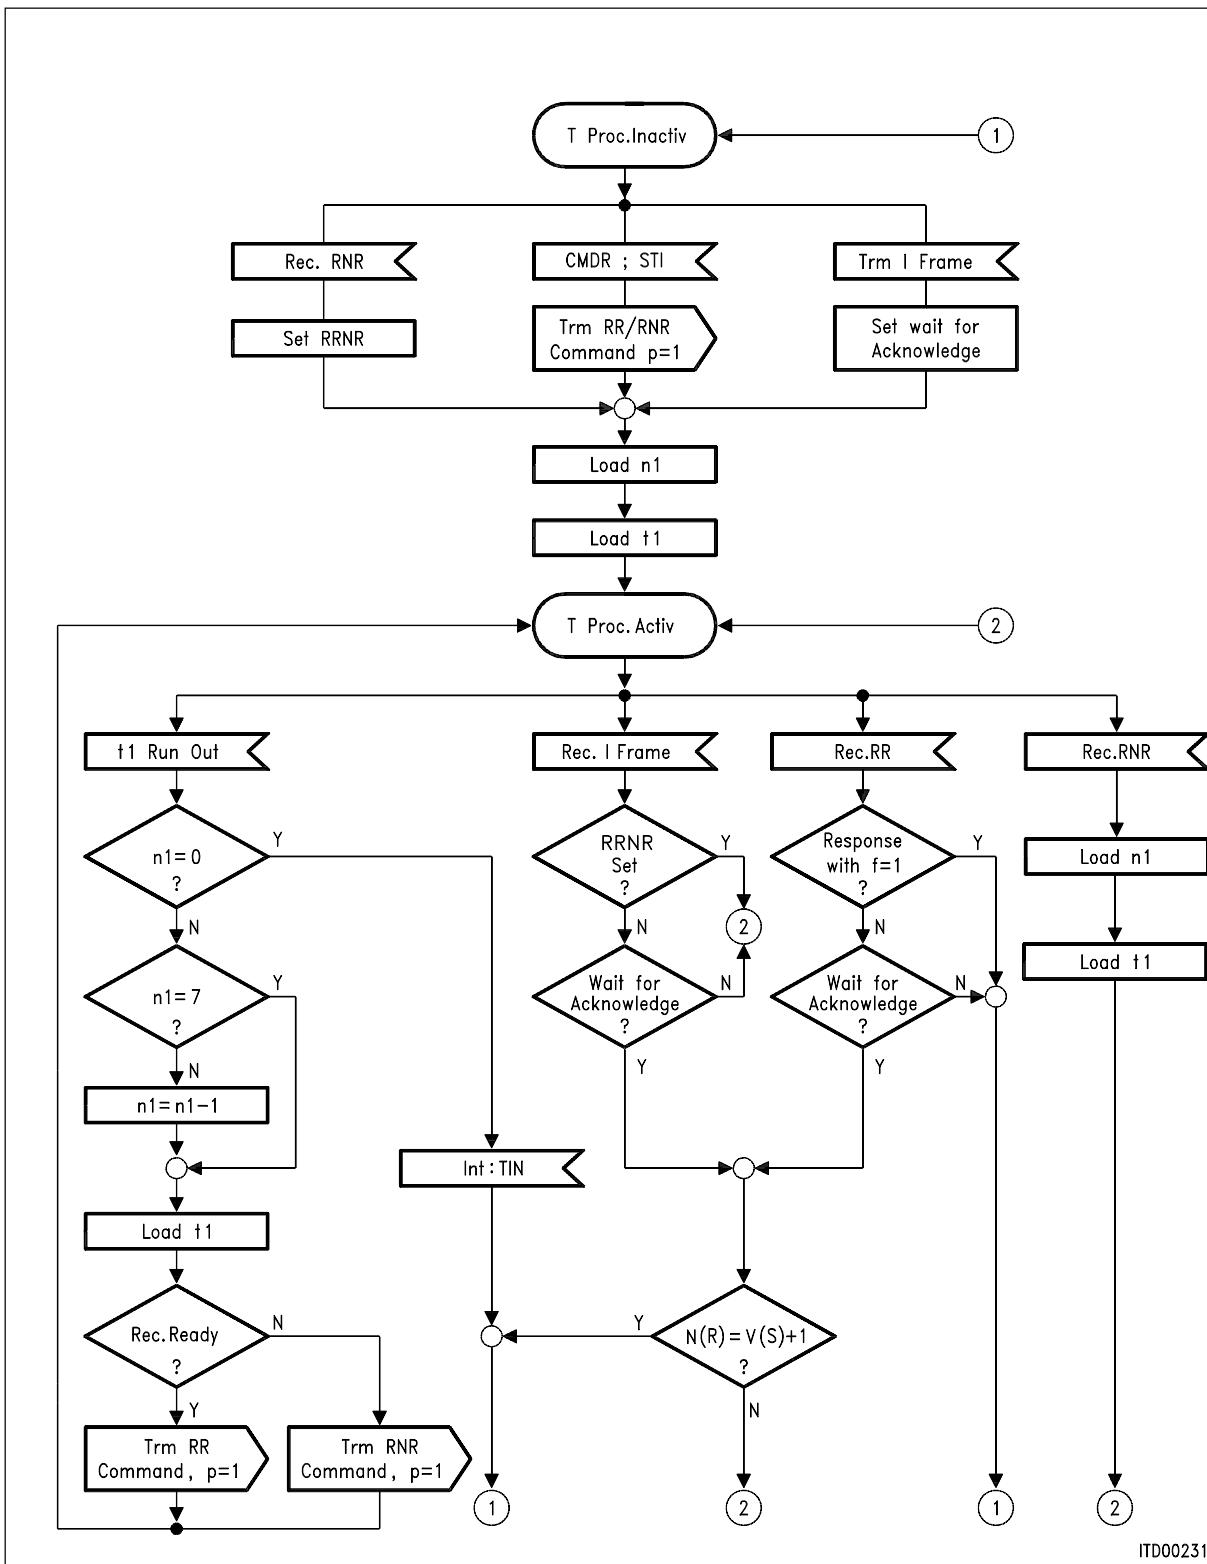 T Proc.Inactiv
1
Rec. RNR
CMDR ; STI
Trm I Frame
Set RRNR
Trm RR/RNR
Command p=1
Set wait for
Acknowledge
Load n1
Load t1
T Proc. Activ
2
t1 Run Out
Rec. I Frame
Rec.RR
Rec.RNR
n1=0
?
Y
N
RRNR
Set
?
Y
N
2
Response
with f=1
?
Y
N
Load n1
n1=7
?
Y
N
Wait for
Acknowledge
?
N
Y
Wait for
Acknowledge
?
N
Y
Load t1
n1=n1-1
Int : TIN
Load t1
Rec.Ready
?
N
Y
N(R)=V(S)+1
?
Y
N
Trm RR
Command, p=1
Trm RNR
Command, p=1
1
2
1
2
ITD00231